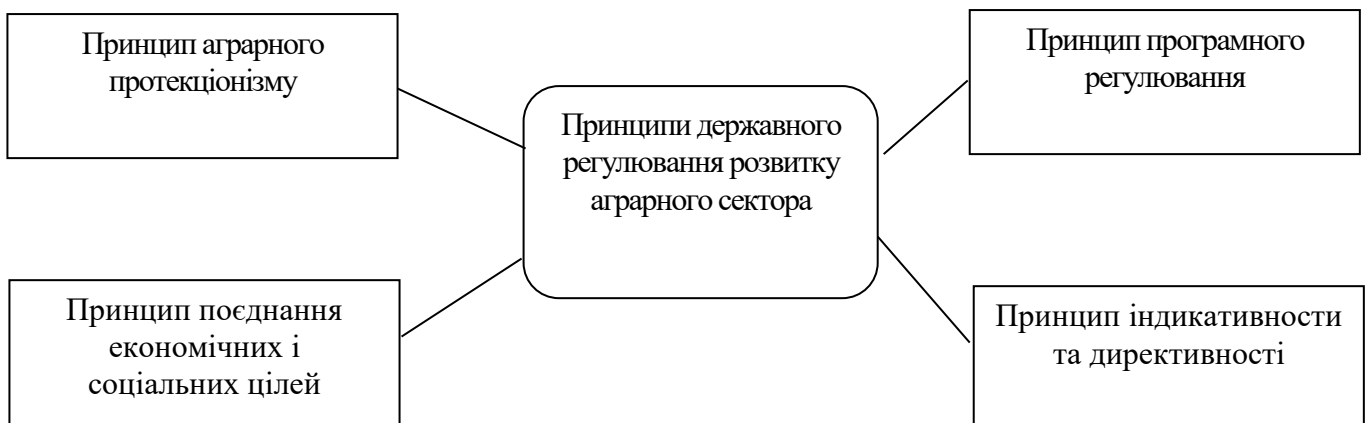 Принцип аграрного
протекціонізму
Принцип програмного
регулювання
Принципи державного
регулювання розвитку
аграрного сектора
Принцип поєднання
економічних і
соціальних цілей
Принцип індикативности
та директивності